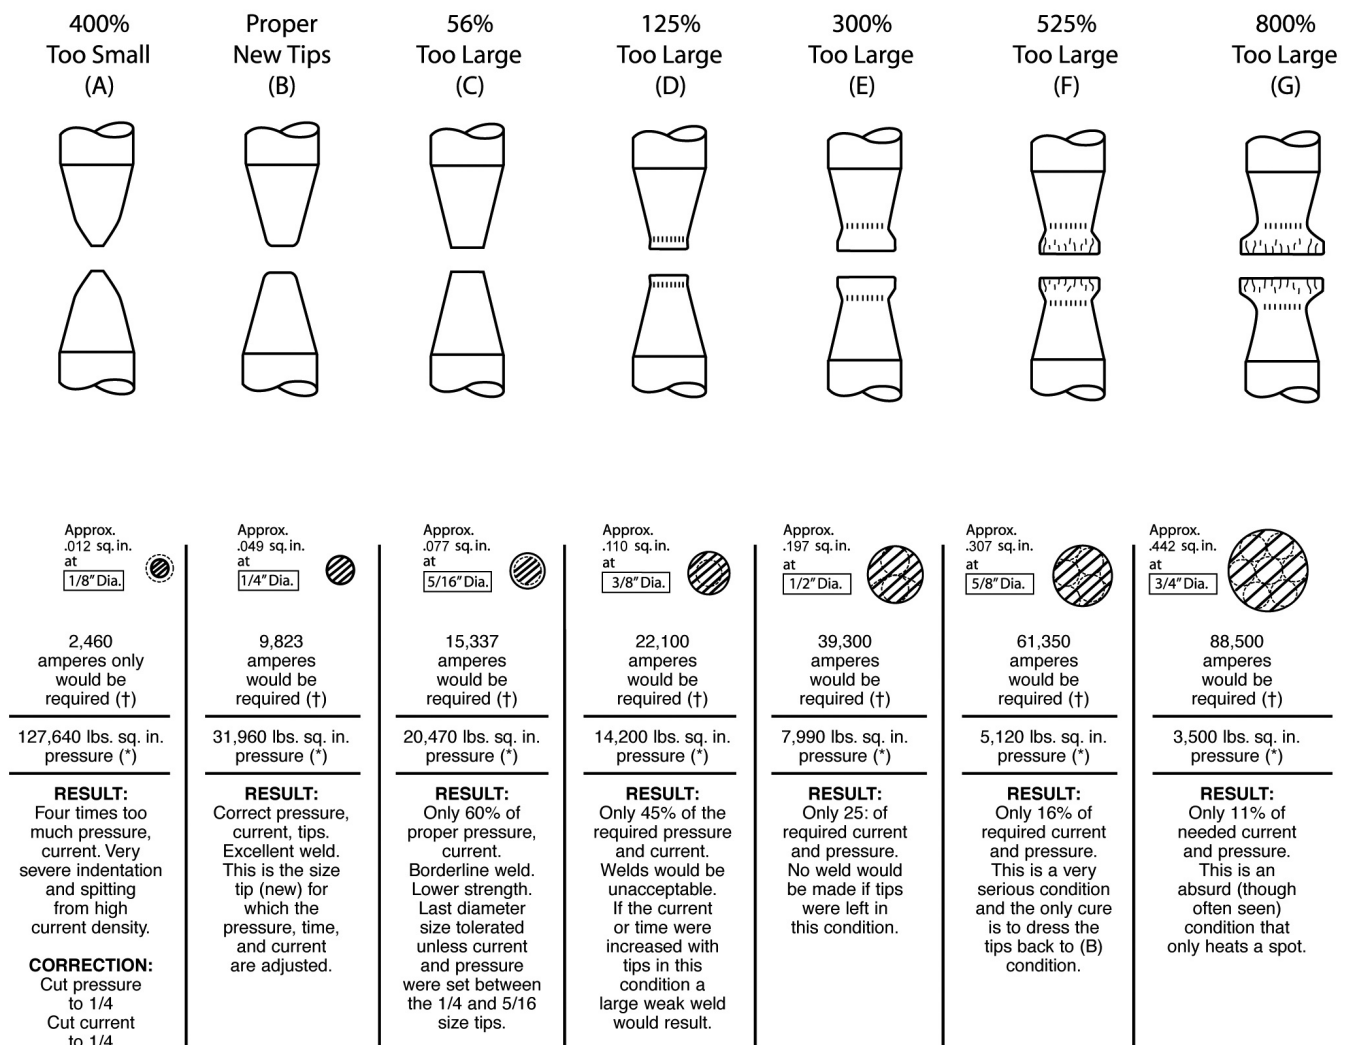 400%
Too Small
(A)
Proper
New Tips
(B)
56%
Too Large
(C)
125%
Too Large
(D)
300%
Too Large
(E)
525%
Too Large
(F)
800%
Too Large
(G)
Approx.
.012 sq. in.
at
1/8” Dia.
Approx.
.049 sq. in.
at
1/4” Dia.
Approx.
.077 sq. in.
at
5/16” Dia.
Approx.
.110 sq. in.
at
3/8” Dia.
Approx.
.197 sq. in.
at
1/2” Dia.
Approx.
.307 sq. in.
at
5/8” Dia.
Approx.
.442 sq. in.
at
3/4” Dia.
2,460
amperes only
would be
required (†)
9,823
amperes
would be
required (†)
15,337
amperes
would be
required (†)
22,100
amperes
would be
required (†)
39,300
amperes
would be
required (†)
61,350
amperes
would be
required (†)
88,500
amperes
would be
required (†)
127,640 lbs. sq. in.
pressure (*)
31,960 lbs. sq. in.
pressure (*)
20,470 lbs. sq. in.
pressure (*)
14,200 lbs. sq. in.
pressure (*)
7,990 lbs. sq. in.
pressure (*)
5,120 lbs. sq. in.
pressure (*)
3,500 lbs. sq. in.
pressure (*)
RESULT:
Four times too
much pressure,
current. Very
severe indentation
and spitting
from high
current density.
CORRECTION:
Cut pressure
to 1/4
Cut current
to 1/4
RESULT:
Correct pressure,
current, tips.
Excellent weld.
This is the size
tip (new) for
which the
pressure, time,
and current
are adjusted.
RESULT:
Only 60% of
proper pressure,
current.
Borderline weld.
Lower strength.
Last diameter
size tolerated
unless current
and pressure
were set between
the 1/4 and 5/16
size tips.
RESULT:
Only 45% of the
required pressure
and current.
Welds would be
unacceptable.
If the current
or time were
increased with
tips in this
condition a
large weak weld
would result.
RESULT:
Only 25: of
required current
and pressure.
No weld would
be made if tips
were left in
this condition.
RESULT:
Only 16% of
required current
and pressure.
This is a very
serious condition
and the only cure
is to dress the
tips back to (B)
condition.
RESULT:
Only 11% of
needed current
and pressure.
This is an
absurd (though
often seen)
condition that
only heats a spot.